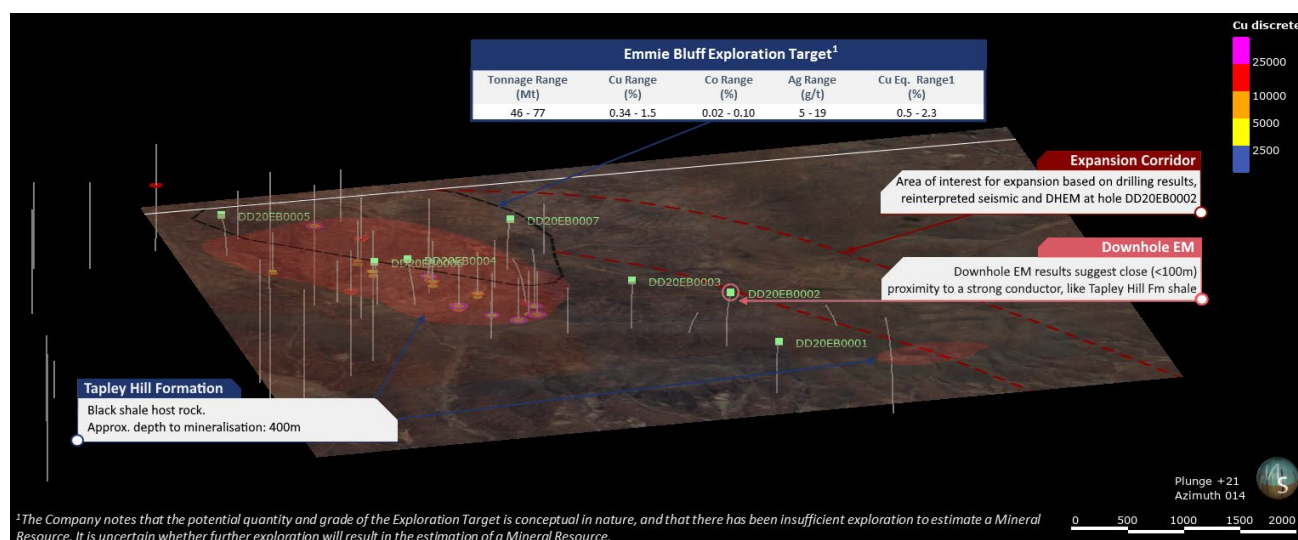 Cu discrete
25000
10000
5000
2500
Emmie Bluff Exploration Target1
Tonnage Range (Mt) Cu Range (%) Co Range (%) Ag Range (g/t) Cu Eq. Range1 (%)
46 - 77 0.34 - 1.5 0.02 - 0.10 5 - 19 0.5 - 2.3
Expansion Corridor
Area of interest for expansion based on drilling results,
reinterpreted seismic and DHEM at hole DD20EB0002
Downhole EM
Downhole EM results suggest close (<100m)
proximity to a strong conductor, like Tapley Hill Fm shale
DD20EB0005
DD20EB0007
DD20EB0004
DD20EB0003
DD20EB0002
DD20EB0001
Tapley Hill Formation
Black shale host rock.
Approx. depth to mineralisation: 400m
Plunge +21
Azimuth 014
0 500 1000 1500 2000
1The Company notes that the potential quantity and grade of the Exploration Target is conceptual in nature, and that there has been insufficient exploration to estimate a Mineral
Resource. It is uncertain whether further exploration will result in the estimation of a Mineral Resource.